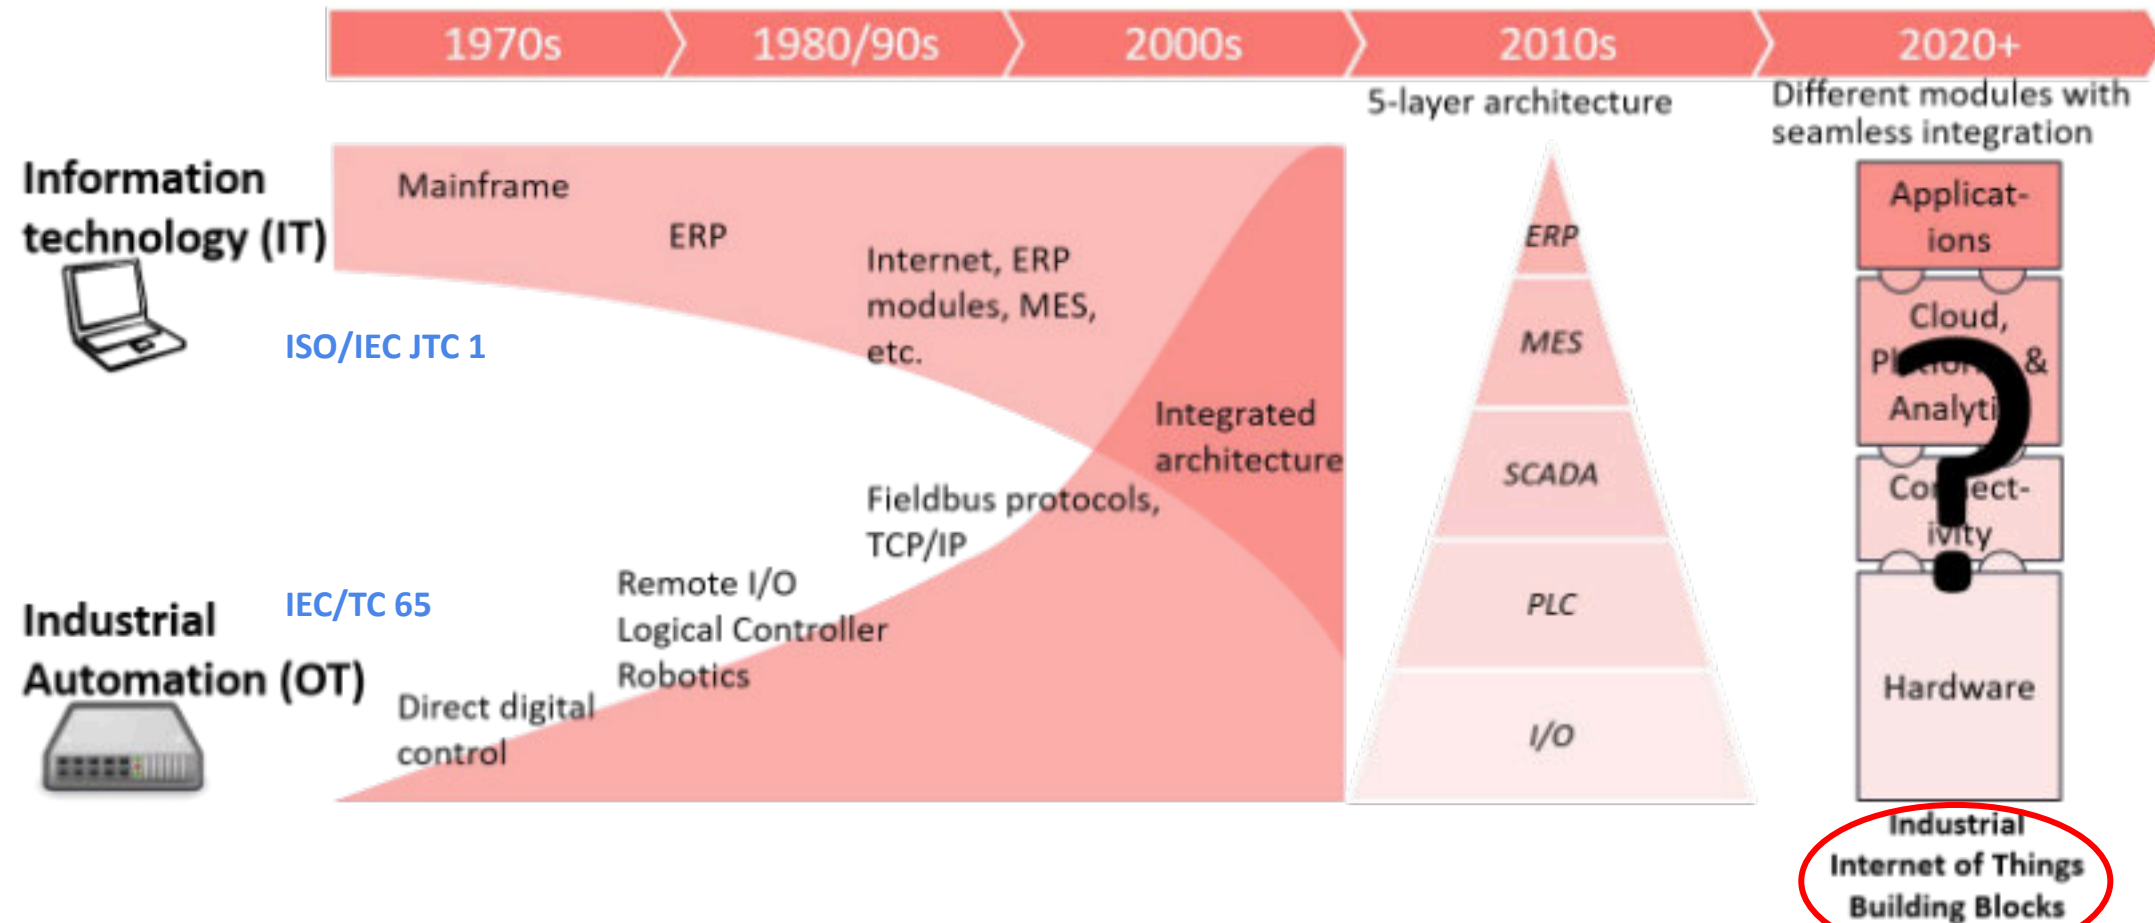 1970s
1980/90s
2000s
2010s
2020+
5-layer architecture
Different modules with
seamless integration
Information
technology (IT)
Mainframe
ERP
Internet, ERP
modules, MES,
etc.
ISO/IEC JTC 1
Integrated
architecture
Fieldbus protocols,
TCP/IP
Remote I/O
Logical Controller
Robotics
IEC/TC 65
Industrial
Automation (OT)
Direct digital
control
ERP
MES
SCADA
PLC
I/O
Applicat-
ions
Cloud,
&
?
Hardware
Industrial
Internet of Things
Building Blocks